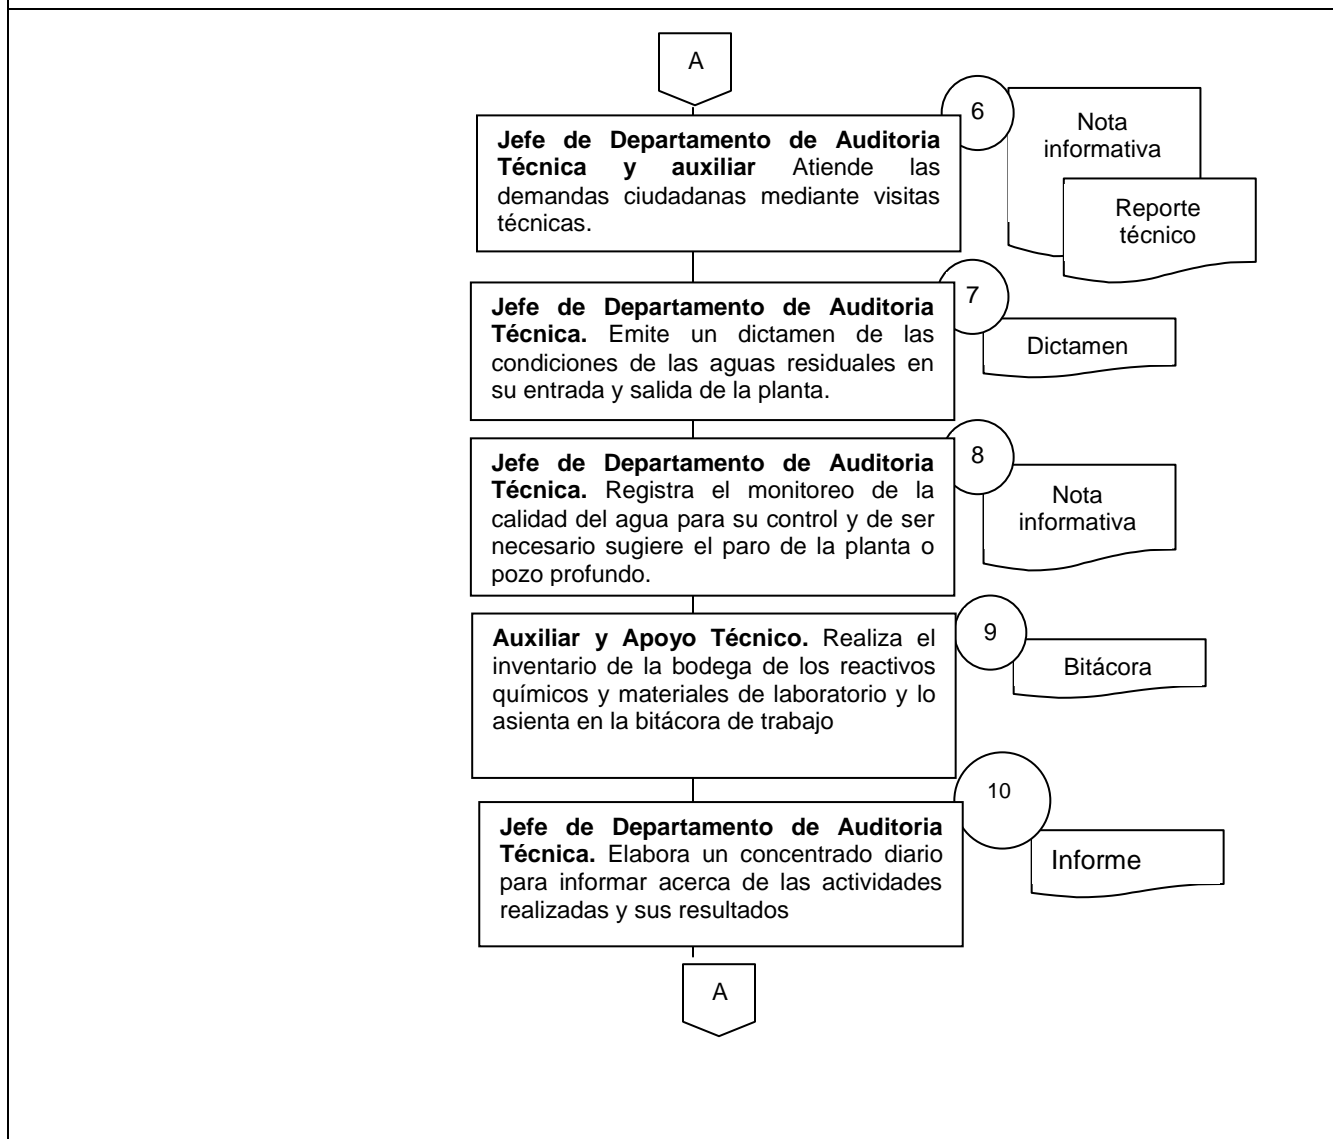 A
6
Nota
informativa
Reporte
técnico
Jefe de Departamento de Auditoria
Técnica y auxiliar Atiende las
demandas ciudadanas mediante visitas
técnicas.
7
Dictamen
Jefe de Departamento de Auditoria
Técnica. Emite un dictamen de las
condiciones de las aguas residuales en
su entrada y salida de la planta.
8
Nota
informativa
Jefe de Departamento de Auditoria
Técnica. Registra el monitoreo de la
calidad del agua para su control y de ser
necesario sugiere el paro de la planta o
pozo profundo.
9
Bitácora
Auxiliar y Apoyo Técnico. Realiza el
inventario de la bodega de los reactivos
químicos y materiales de laboratorio y lo
asienta en la bitácora de trabajo
10
Informe
Jefe de Departamento de Auditoria
Técnica. Elabora un concentrado diario
para informar acerca de las actividades
realizadas y sus resultados
A